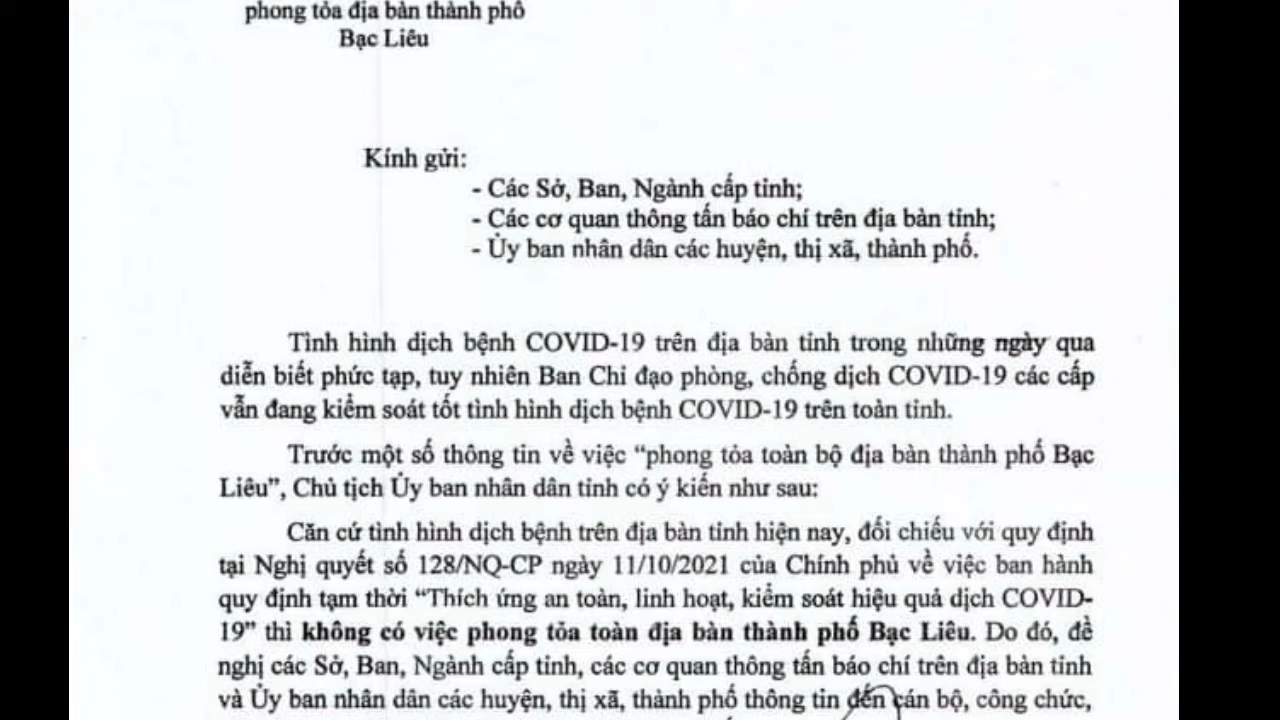 phong tỏa địa bàn thành phố
Bạc Liêu
Kính gửi:
- Các Sở, Ban, Ngành cấp tỉnh;
- Các cơ quan thông tấn báo chí trên địa bàn tỉnh;
- Ủy ban nhân dân các huyện, thị xã, thành phố.
Tình hình dịch bệnh COVID-19 trên địa bàn tỉnh trong những ngày qua
diễn biết phức tạp, tuy nhiên Ban Chỉ đạo phòng, chống dịch COVID-19 các cấp
vẫn đang kiểm soát tốt tình hình dịch bệnh COVID-19 trên toàn tỉnh.
Trước một số thông tin về việc “phong tỏa toàn bộ địa bàn thành phố Bạc
Liêu”, Chủ tịch Ủy ban nhân dân tỉnh có ý kiến như sau:
Căn cứ tình hình dịch bệnh trên địa bàn tỉnh hiện nay, đối chiếu với quy định
tại Nghị quyết số 128/NQ-CP ngày 11/10/2021 của Chính phủ về việc ban hành
quy định tạm thời “Thích ứng an toàn, linh hoạt, kiểm soát hiệu quả dịch COVID-
19” thì không có việc phong tỏa toàn địa bàn thành phố Bạc Liêu. Do đó, đề
nghị các Sở, Ban, Ngành cấp tỉnh, các cơ quan thông tấn báo chí trên địa bàn tỉnh
và Ủy ban nhân dân các huyện, thị xã, thành phố thông tin đến cán bộ, công chức,